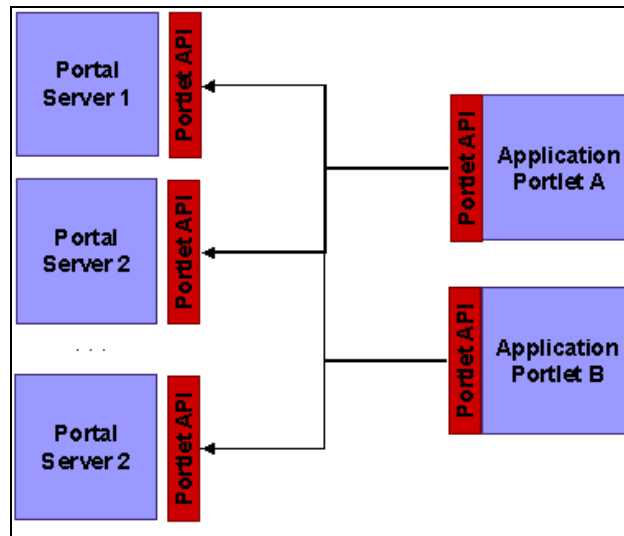 Portal
Server 1
Portlet API
Portlet API
Application
Portlet A
Portal
Server 2
Portlet API
Portlet API
Application
Portlet B
. . .
Portal
Server 2
Portlet API